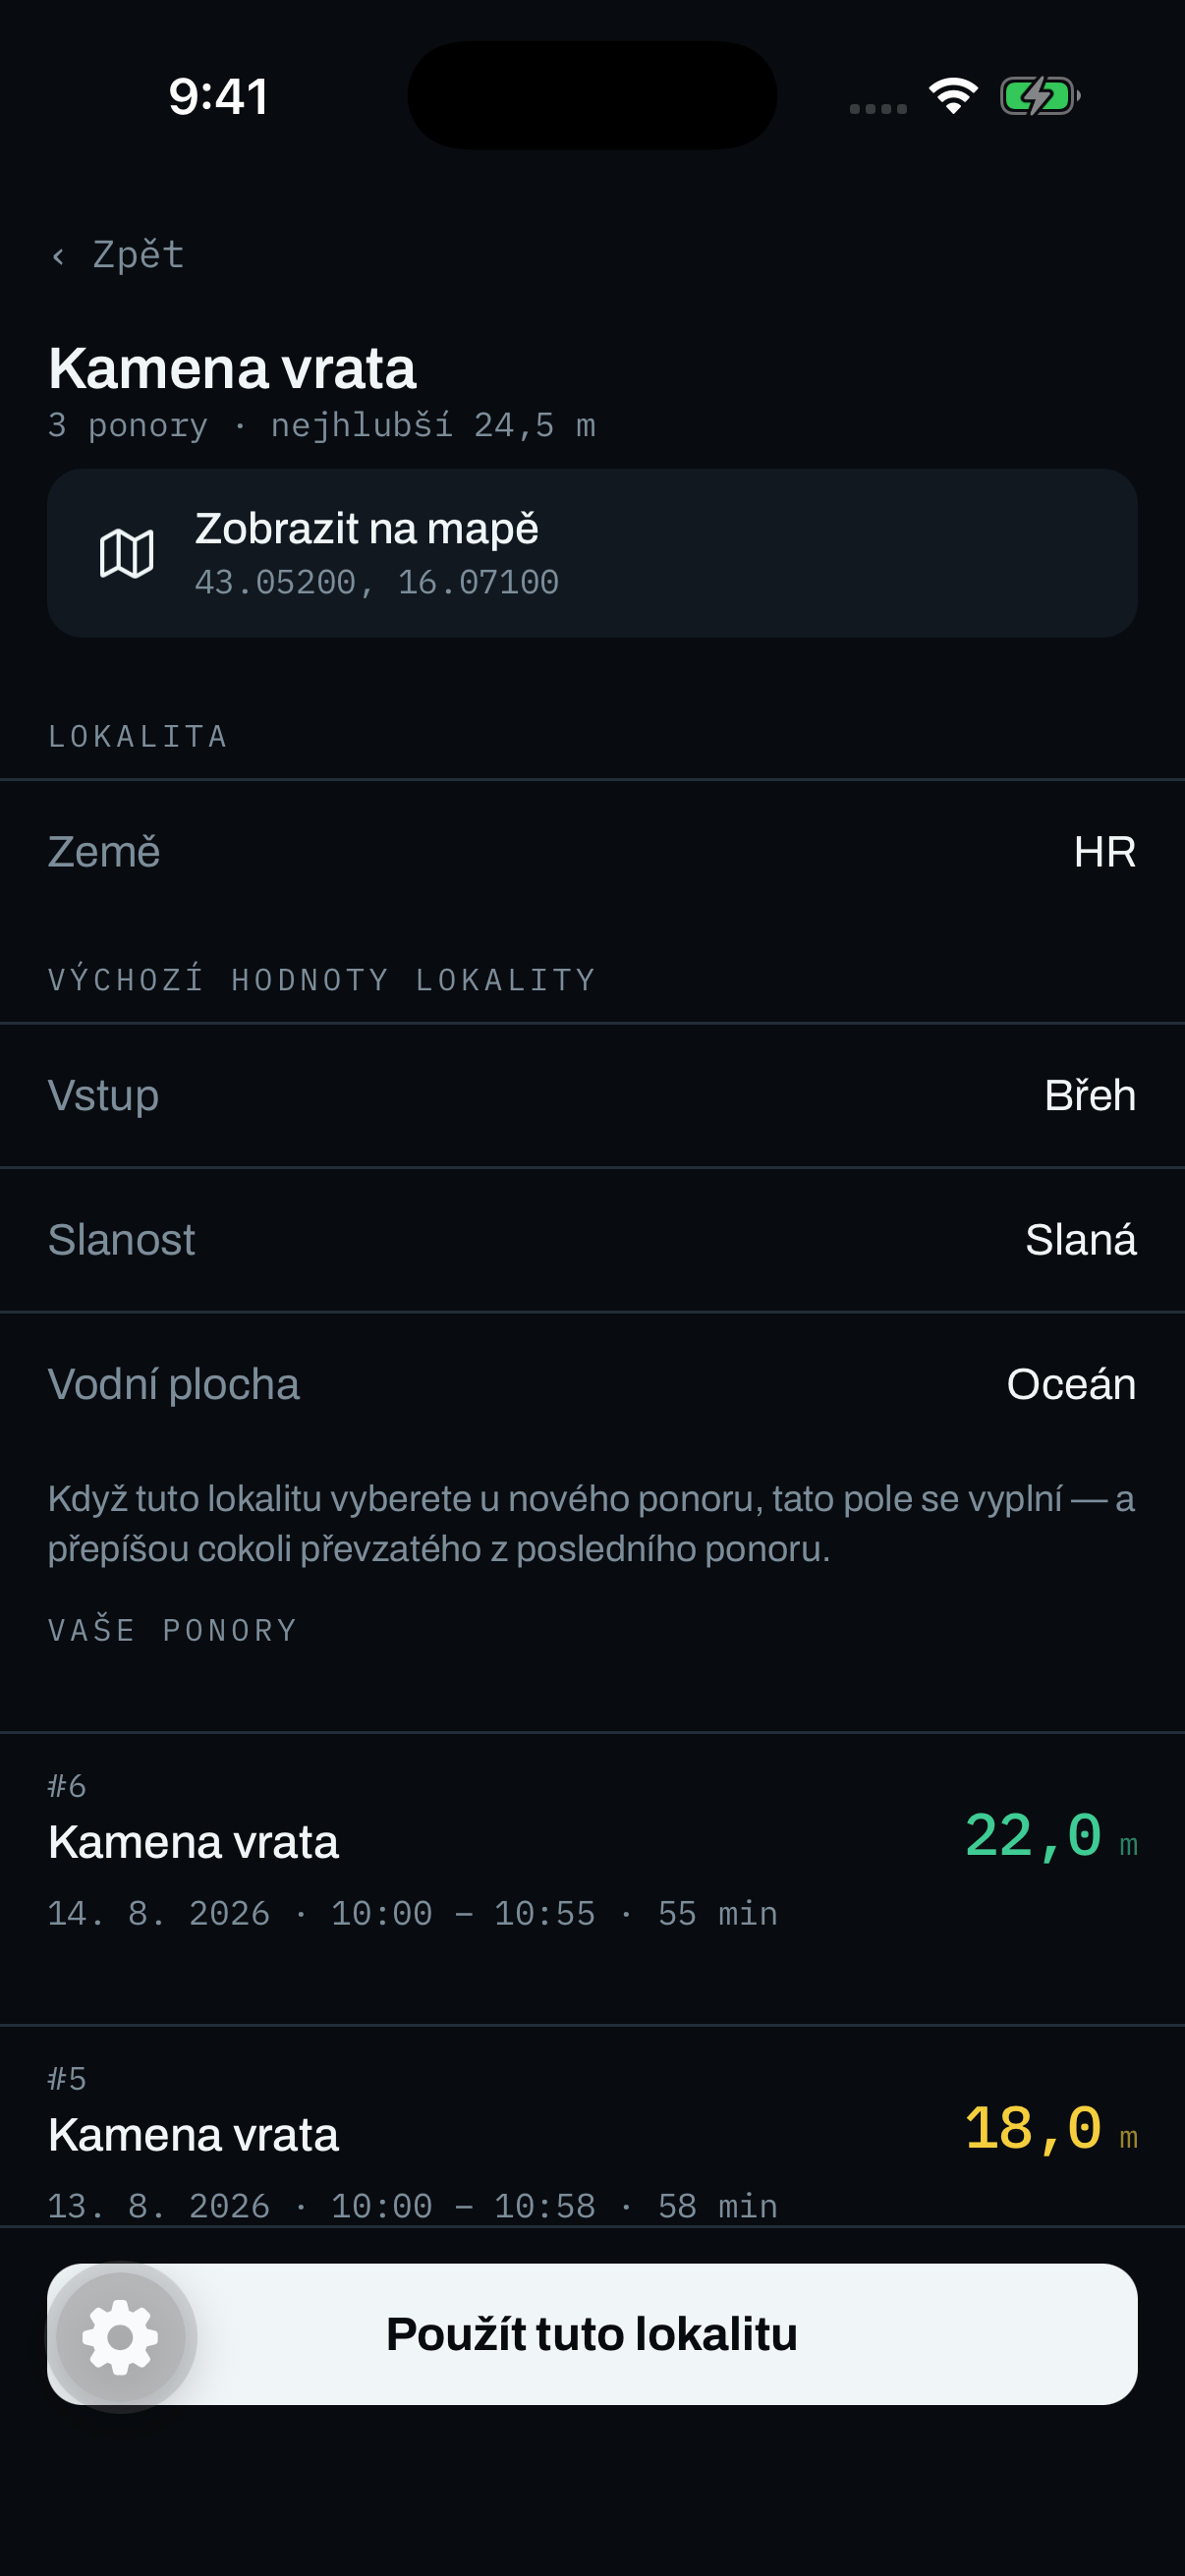 9:41
‹ Zpět
Kamena vrata
3 ponory · nejhlubší 24,5 m
Zobrazit na mapě
43.05200, 16.07100
LOKALITA
Země HR
VÝCHOZÍ HODNOTY LOKALITY
Vstup Břeh
Slanost Slaná
Vodní plocha Oceán
Když tuto lokalitu vyberete u nového ponoru, tato pole se vyplní — a
přepíšou cokoli převzatého z posledního ponoru.
VAŠE PONORY
#6
Kamena vrata 22,0 m
14. 8. 2026 · 10:00 – 10:55 · 55 min
#5
Kamena vrata 18,0 m
13. 8. 2026 · 10:00 – 10:58 · 58 min
Použít tuto lokalitu